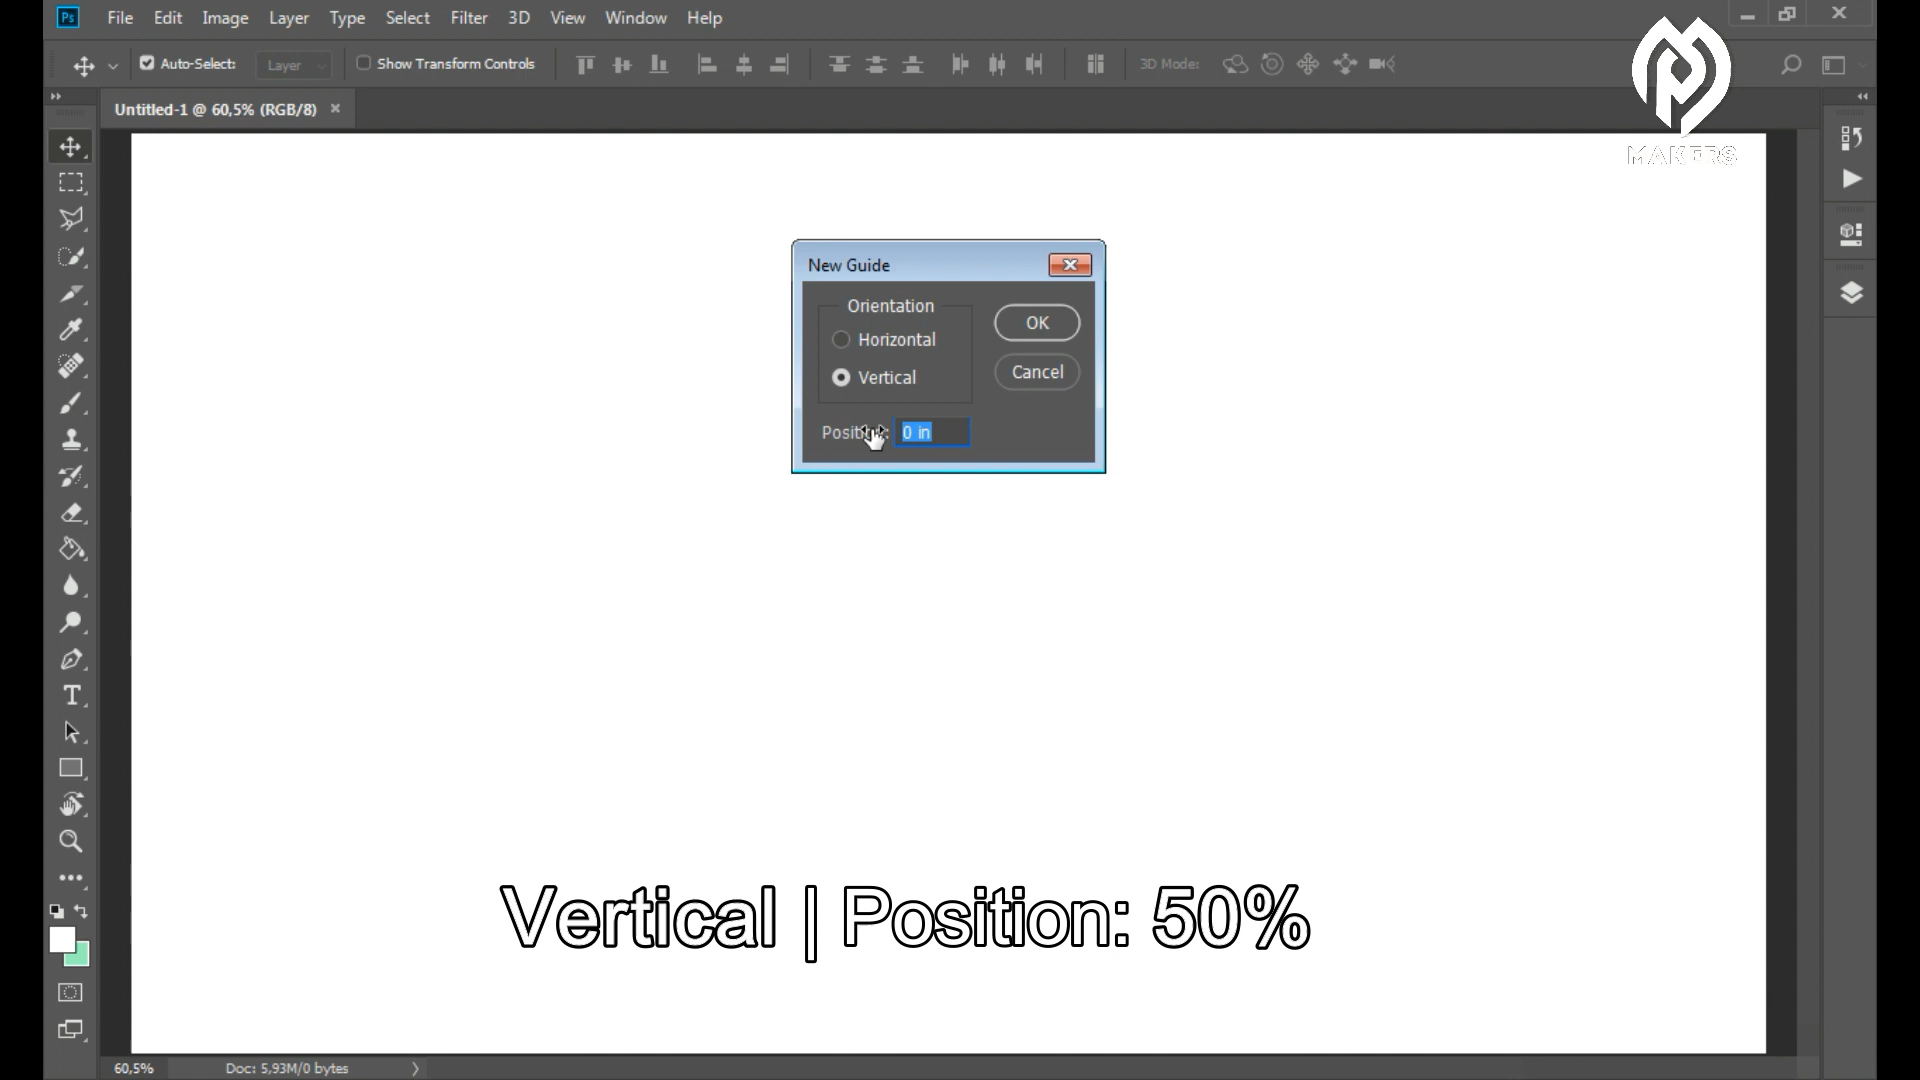 Ps File Edit Image Layer Type Select Filter 3D View Window Help
Auto-Select: Layer Show Transform Controls 3D Mode:
Untitled-1 @ 60,5% (RGB/8)
MAKERS
New Guide
Orientation
Horizontal
Vertical
OK
Cancel
0 in
Vertical | Position: 50%
60,5% Doc: 5,93M/0 bytes